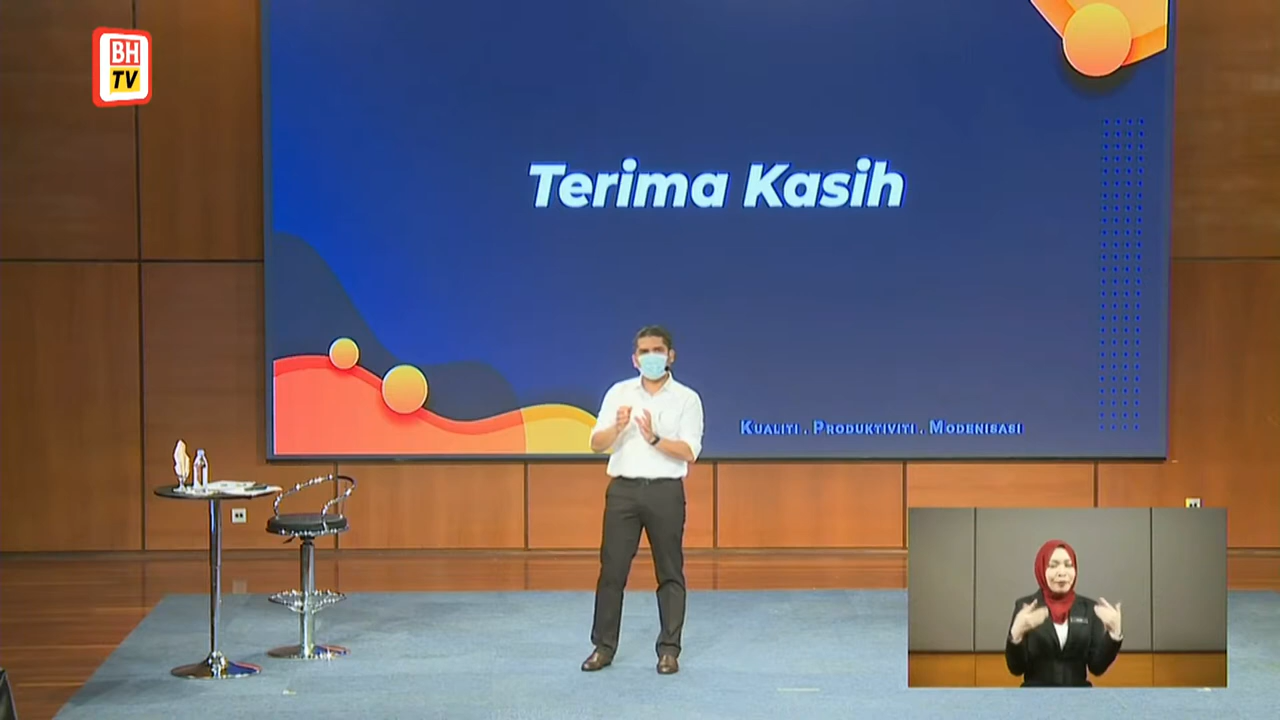 BH
TV
Terima Kasih
Kualiti . Produktiviti . Modenisasi